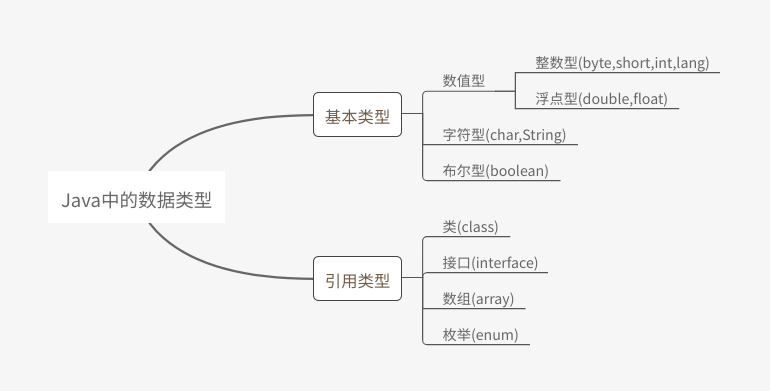 Java中的数据类型
基本类型
数值型
整数型(byte,short,int,lang)
浮点型(double,float)
字符型(char,String)
布尔型(boolean)
引用类型
类(class)
接口(interface)
数组(array)
枚举(enum)